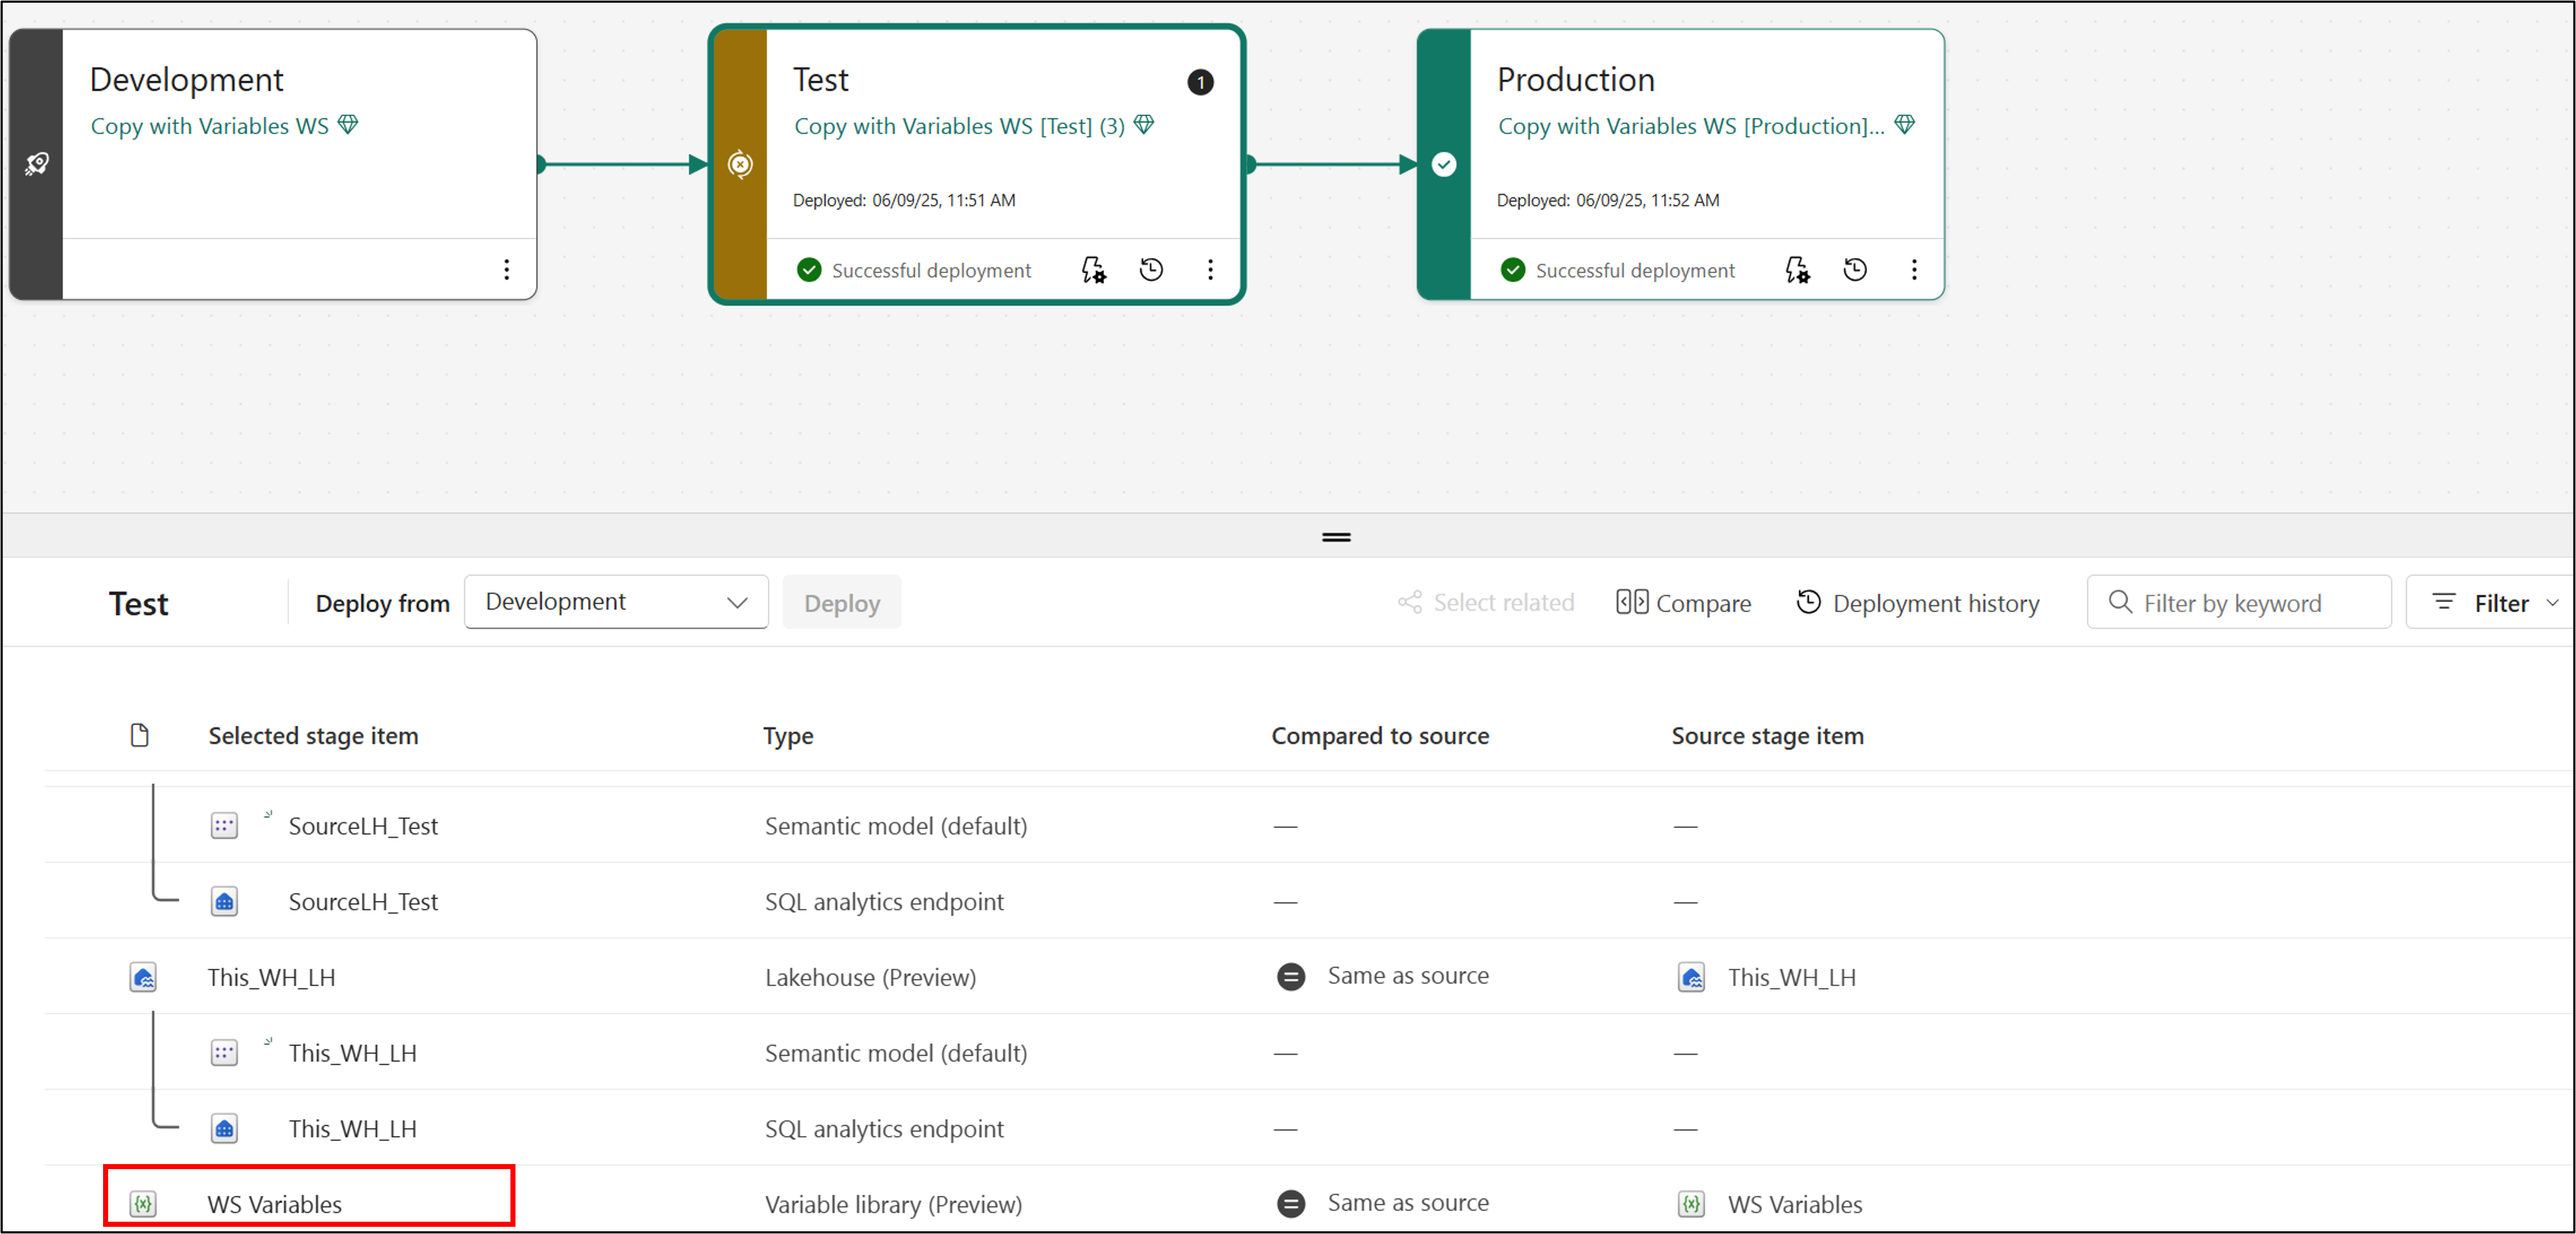 Development
Copy with Variables WS
Test
1
Copy with Variables WS [Test] (3)
Deployed: 06/09/25, 11:51 AM
Successful deployment
Production
Copy with Variables WS [Production]...
Deployed: 06/09/25, 11:52 AM
Successful deployment
Test
Deploy from
Development
Deploy
Select related
Compare
Deployment history
Filter by keyword
Filter
Selected stage item Type Compared to source Source stage item
SourceLH_Test Semantic model (default) — —
SourceLH_Test SQL analytics endpoint — —
This_WH_LH Lakehouse (Preview) Same as source This_WH_LH
This_WH_LH Semantic model (default) — —
This_WH_LH SQL analytics endpoint — —
WS Variables Variable library (Preview) Same as source WS Variables